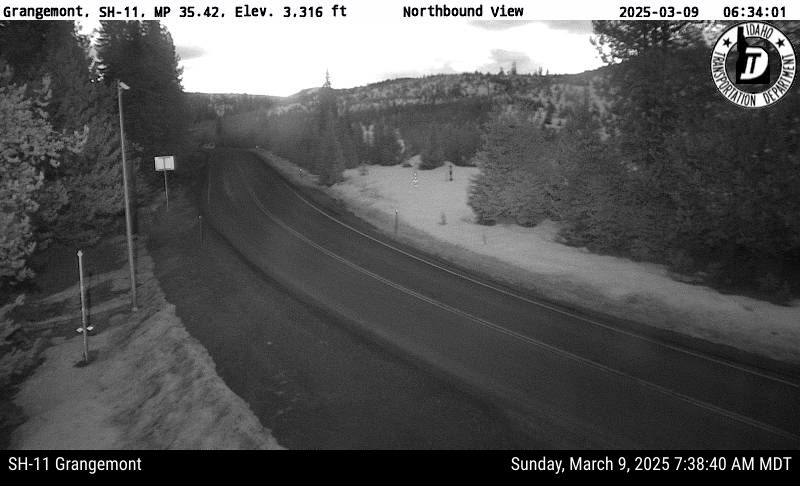 Grangemont, SH-11, MP 35.42, Elev. 3,316 ft Northbound View 2025-03-09 06:34:01
IDAHO
TRANSPORTATION DEPARTMENT
SH-11 Grangemont Sunday, March 9, 2025 7:38:40 AM MDT